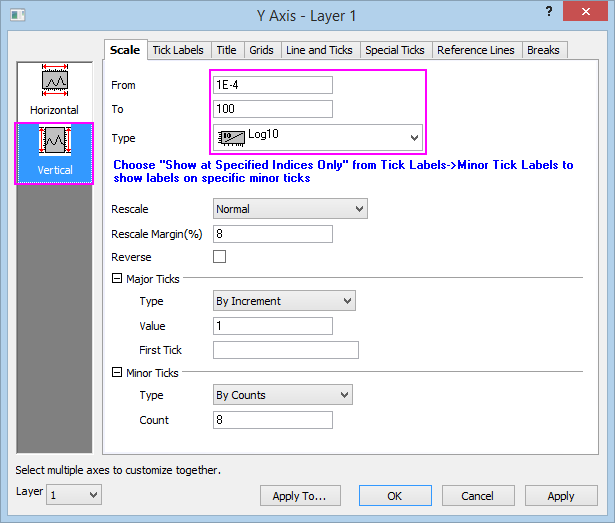 Y Axis - Layer 1
?
Scale
Tick Labels
Title
Grids
Line and Ticks
Special Ticks
Reference Lines
Breaks
Horizontal
Vertical
From 1E-4
To 100
Type 10 Log10
Choose "Show at Specified Indices Only" from Tick Labels->Minor Tick Labels to
show labels on specific minor ticks
Rescale Normal
Rescale Margin(%) 8
Reverse
Major Ticks
Type By Increment
Value 1
First Tick
Minor Ticks
Type By Counts
Count 8
Select multiple axes to customize together.
Layer 1
Apply To...
OK
Cancel
Apply